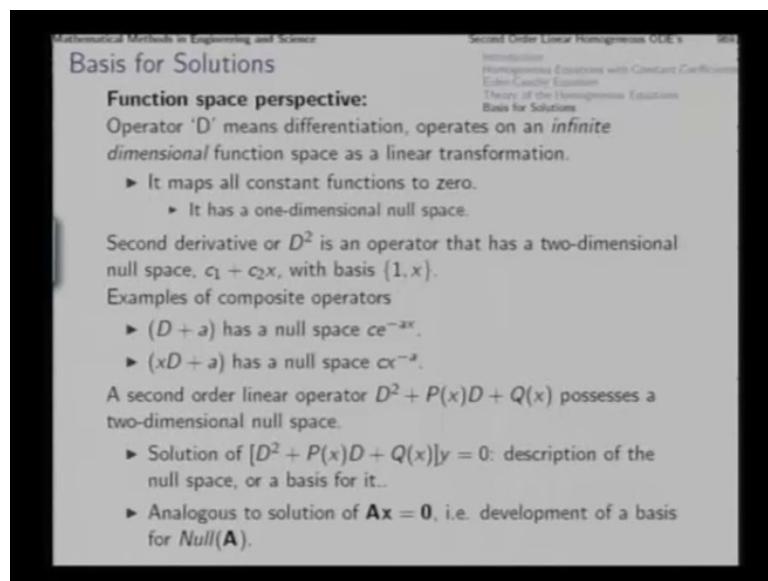 Mathematical Methods in Engineering and Science
Second Order Linear Homogeneous ODE's
Basis for Solutions
Introduction
Homogeneous Equations with Constant Coefficients
Euler-Cauchy Equation
Theory of the Homogeneous Equations
Basis for Solutions
Function space perspective:
Operator ‘D’ means differentiation, operates on an infinite
dimensional function space as a linear transformation.
► It maps all constant functions to zero.
► It has a one-dimensional null space.
Second derivative or D² is an operator that has a two-dimensional
null space, c₁ + c₂x, with basis {1, x}.
Examples of composite operators
► (D + a) has a null space ce⁻ᵃˣ.
► (xD + a) has a null space cx⁻ᵃ.
A second order linear operator D² + P(x)D + Q(x) possesses a
two-dimensional null space.
► Solution of [D² + P(x)D + Q(x)]y = 0: description of the
null space, or a basis for it..
► Analogous to solution of Ax = 0, i.e. development of a basis
for Null(A).